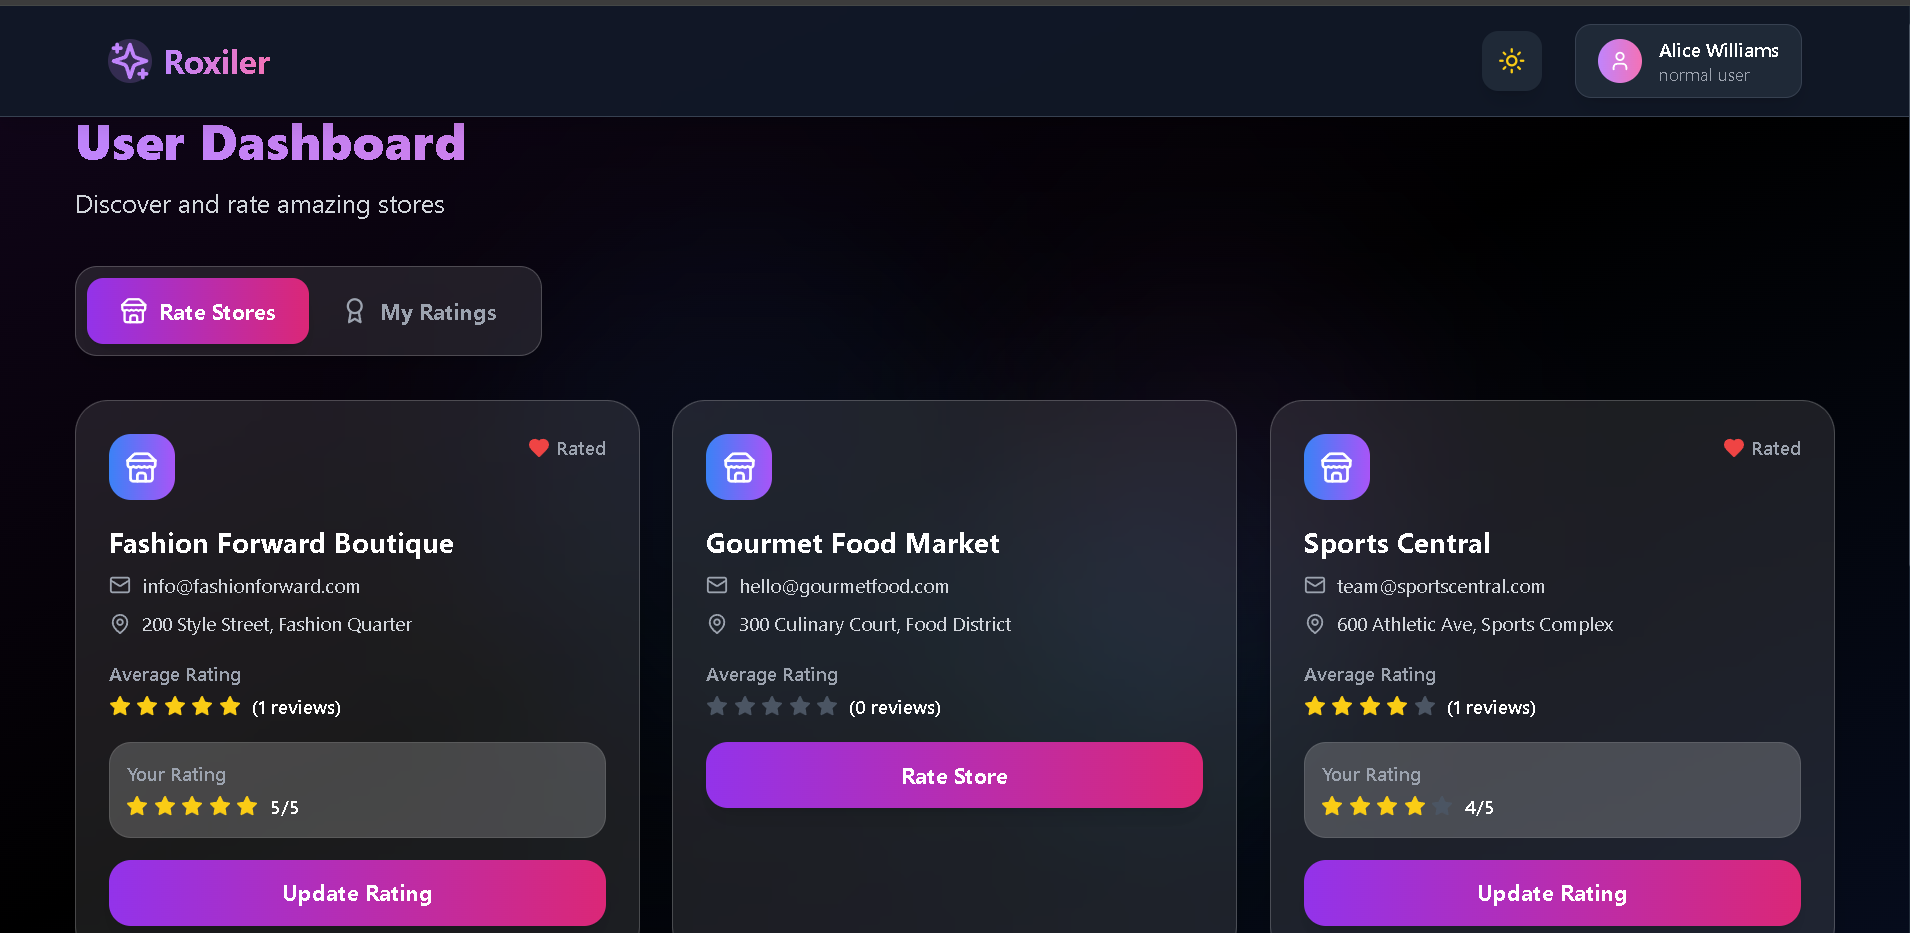 Roxiler
Alice Williams
normal user
User Dashboard
Discover and rate amazing stores
Rate Stores
My Ratings
Rated
Fashion Forward Boutique
info@fashionforward.com
200 Style Street, Fashion Quarter
Average Rating
(1 reviews)
Your Rating
5/5
Update Rating
Gourmet Food Market
hello@gourmetfood.com
300 Culinary Court, Food District
Average Rating
(0 reviews)
Rate Store
Rated
Sports Central
team@sportscentral.com
600 Athletic Ave, Sports Complex
Average Rating
(1 reviews)
Your Rating
4/5
Update Rating